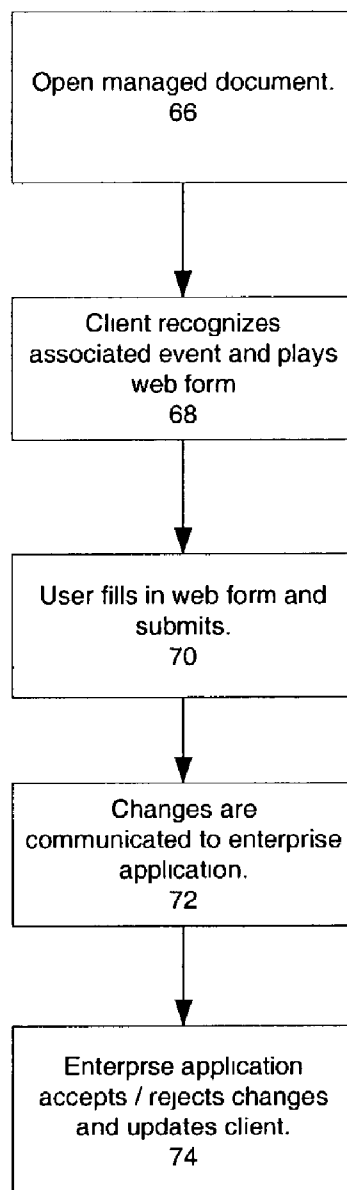 Open managed document.
66
Client recognizes
associated event and plays
web form
68
User fills in web form and
submits.
70
Changes are
communicated to enterprise
application.
72
Enterprse application
accepts / rejects changes
and updates client.
74